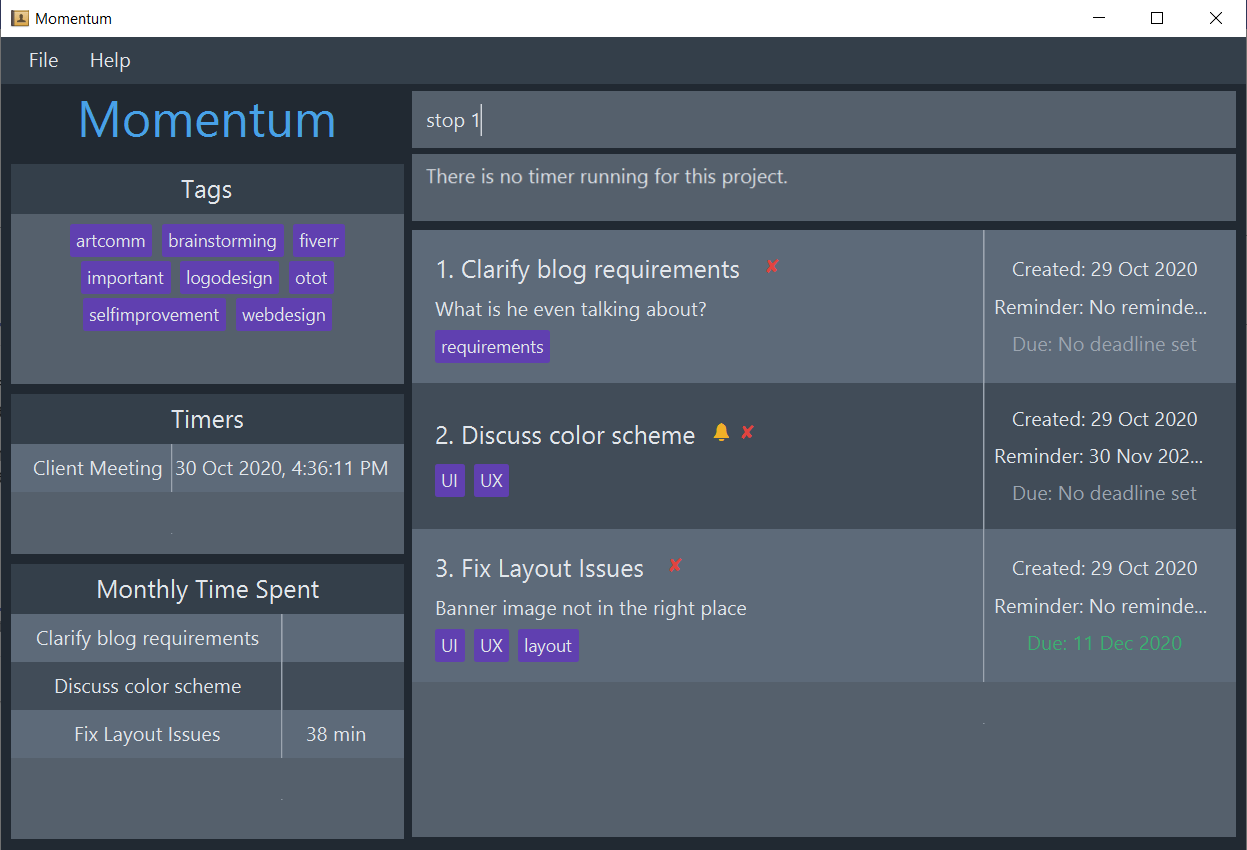 Momentum
File Help
Momentum
Tags
artcomm brainstorming fiverr
important logodesign otot
selfimprovement webdesign
Timers
Client Meeting 30 Oct 2020, 4:36:11 PM
Monthly Time Spent
Clarify blog requirements
Discuss color scheme
Fix Layout Issues 38 min
stop 1
There is no timer running for this project.
1. Clarify blog requirements
What is he even talking about?
requirements
Created: 29 Oct 2020
Reminder: No reminde...
Due: No deadline set
2. Discuss color scheme
UI UX
Created: 29 Oct 2020
Reminder: 30 Nov 202...
Due: No deadline set
3. Fix Layout Issues
Banner image not in the right place
UI UX layout
Created: 29 Oct 2020
Reminder: No reminde...
Due: 11 Dec 2020